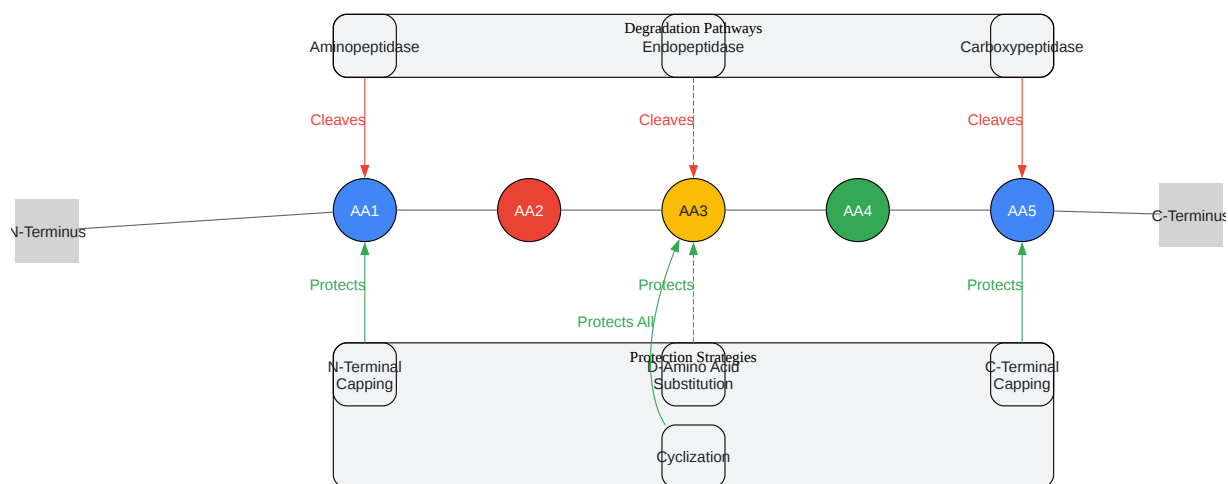 Degradation Pathways
Aminopeptidase
Endopeptidase
Carboxypeptidase
Cleaves
Cleaves
Cleaves
AA1
AA2
AA3
AA4
AA5
N-Terminus
C-Terminus
Protects
Protects
Protects
Protects All
Protection Strategies
N-Terminal
Capping
D-Amino Acid
Substitution
C-Terminal
Capping
Cyclization